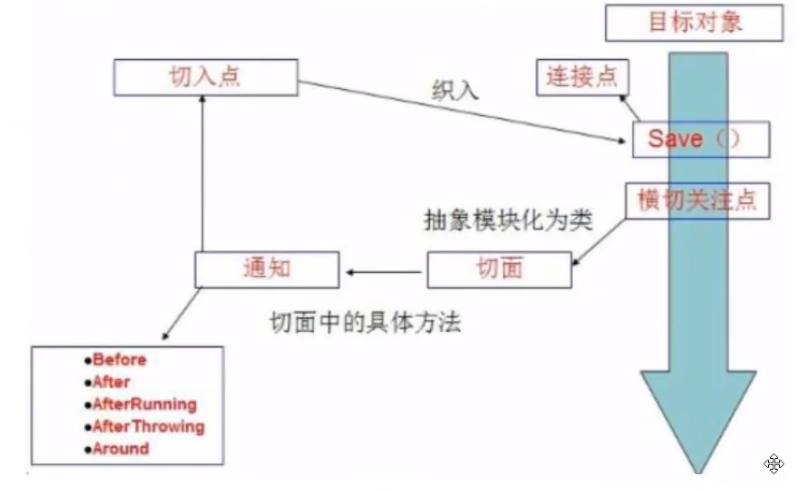 目标对象
切入点
织入
连接点
Save（）
横切关注点
抽象模块化为类
通知
切面
切面中的具体方法
●Before
●After
●AfterRunning
●AfterThrowing
●Around